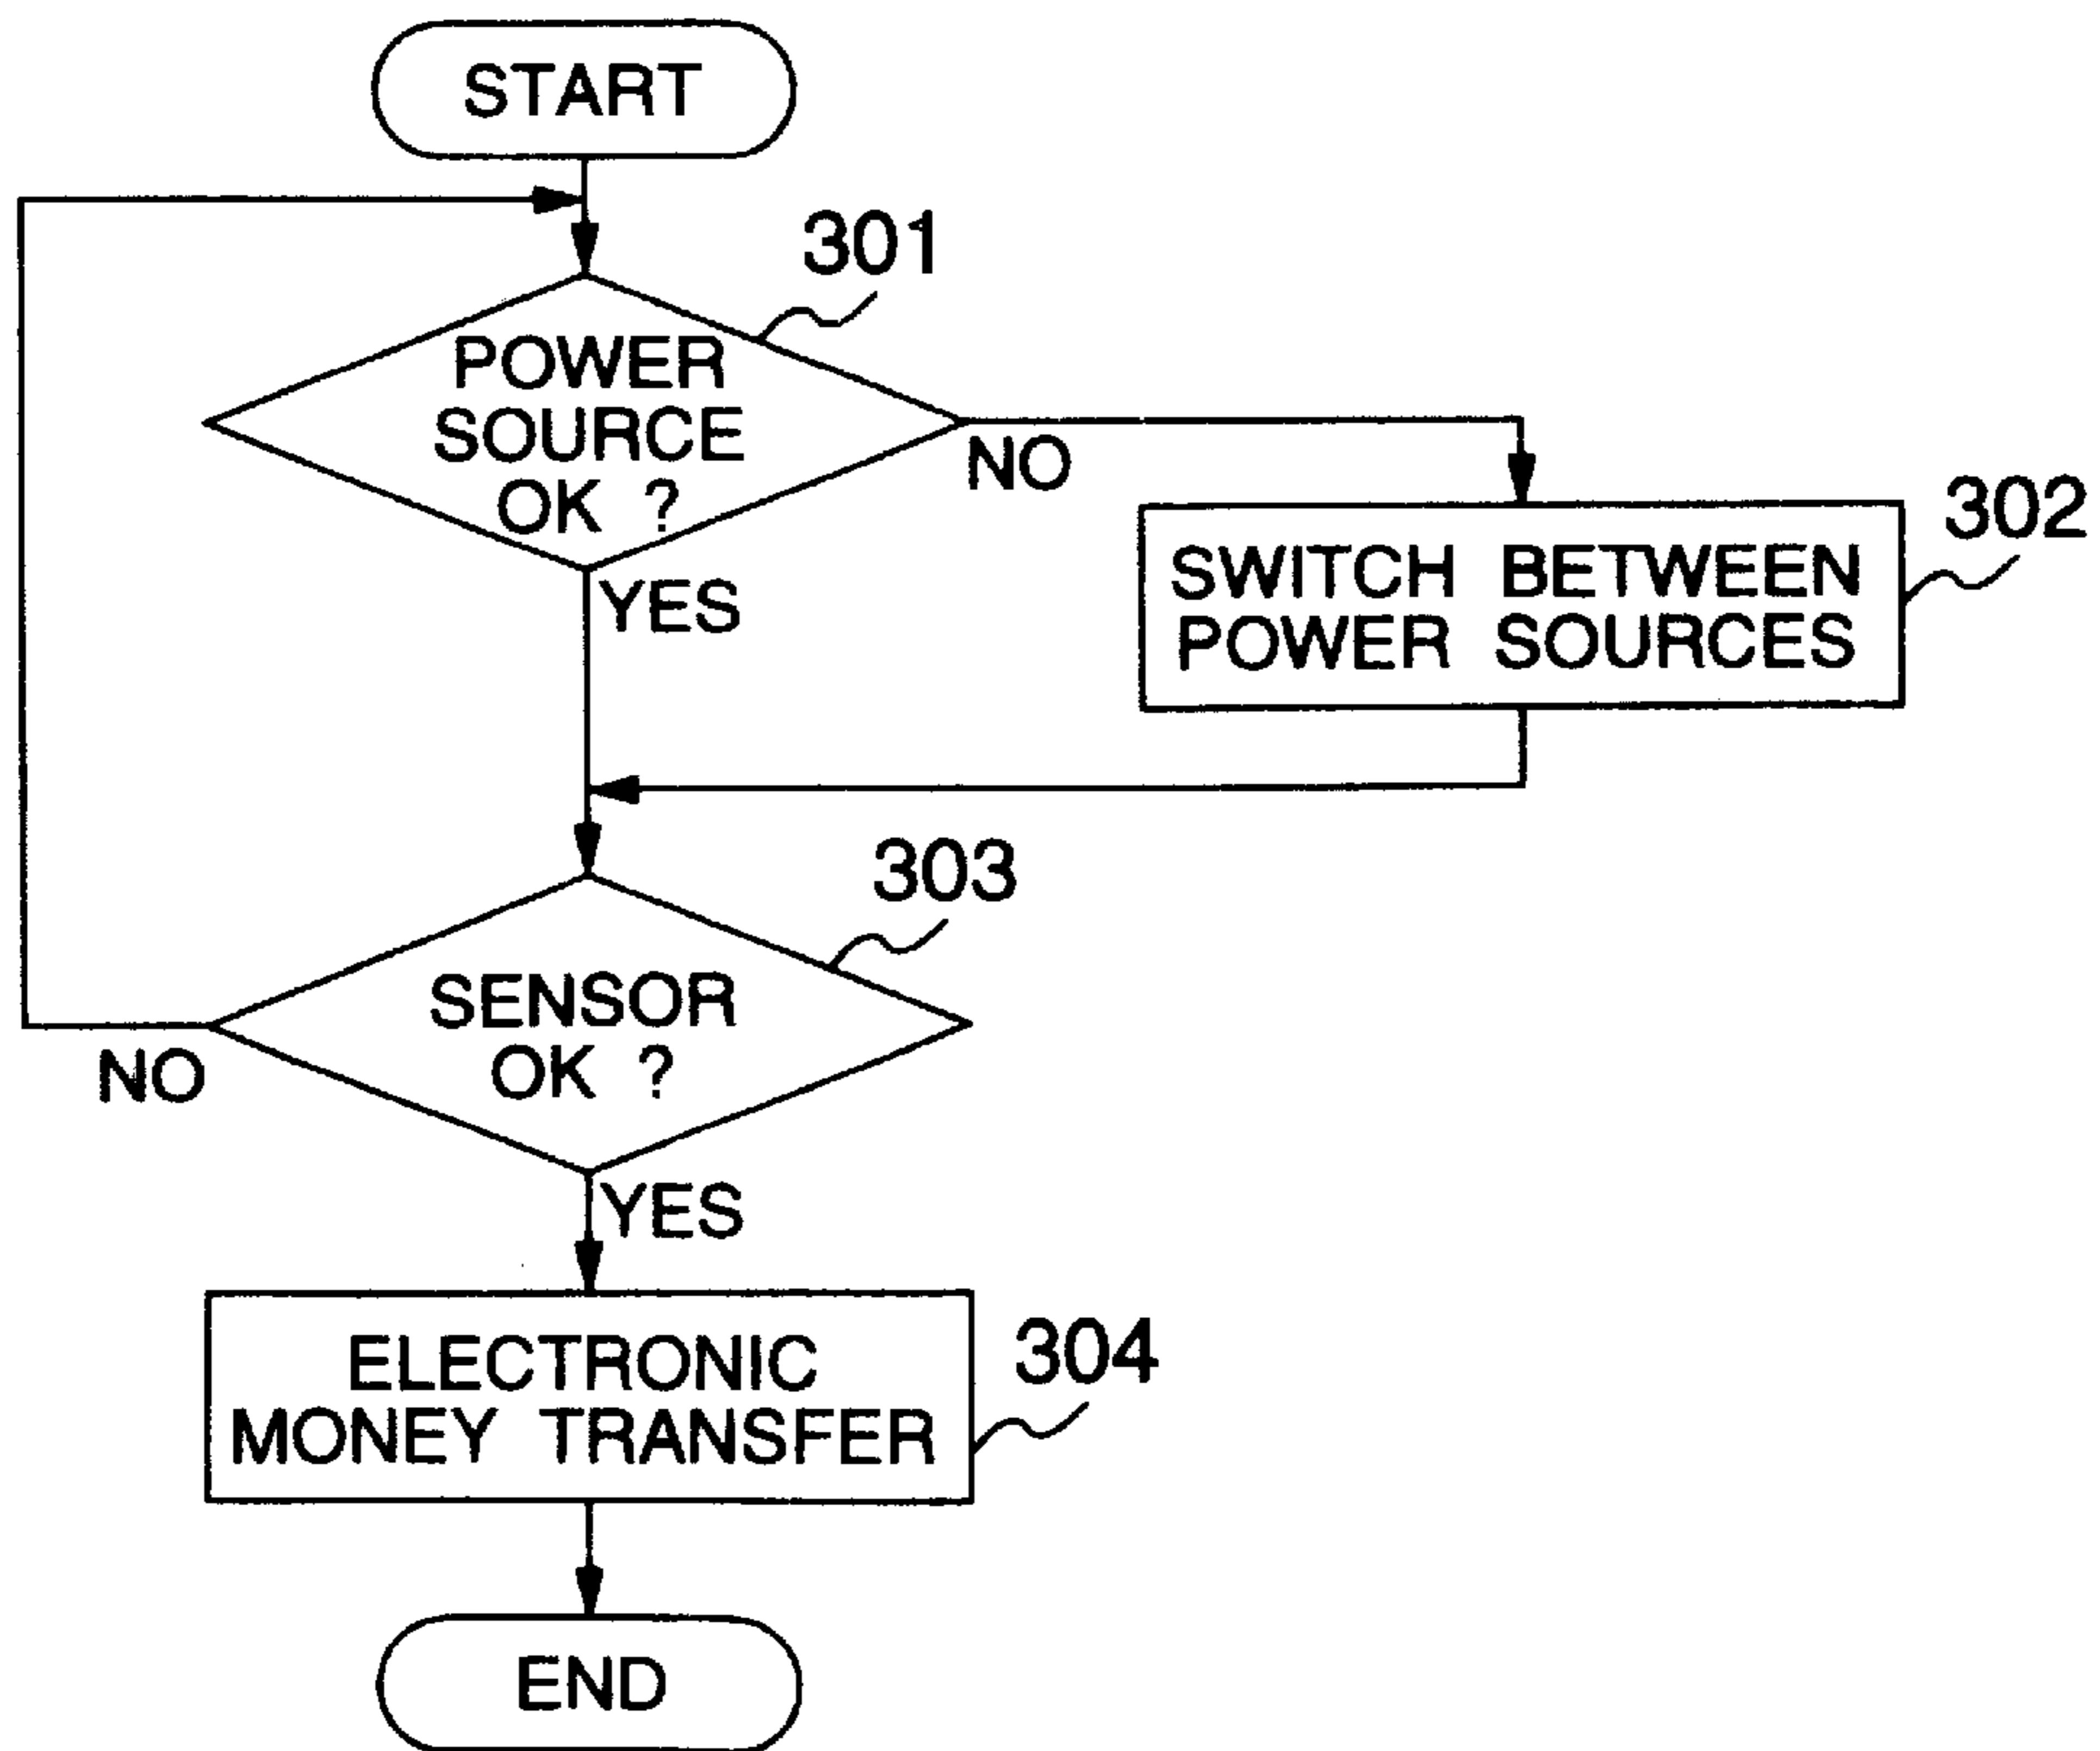 START
301
POWER
SOURCE
OK ?
NO
302
SWITCH BETWEEN
POWER SOURCES
YES
303
SENSOR
OK ?
NO
YES
304
ELECTRONIC
MONEY TRANSFER
END